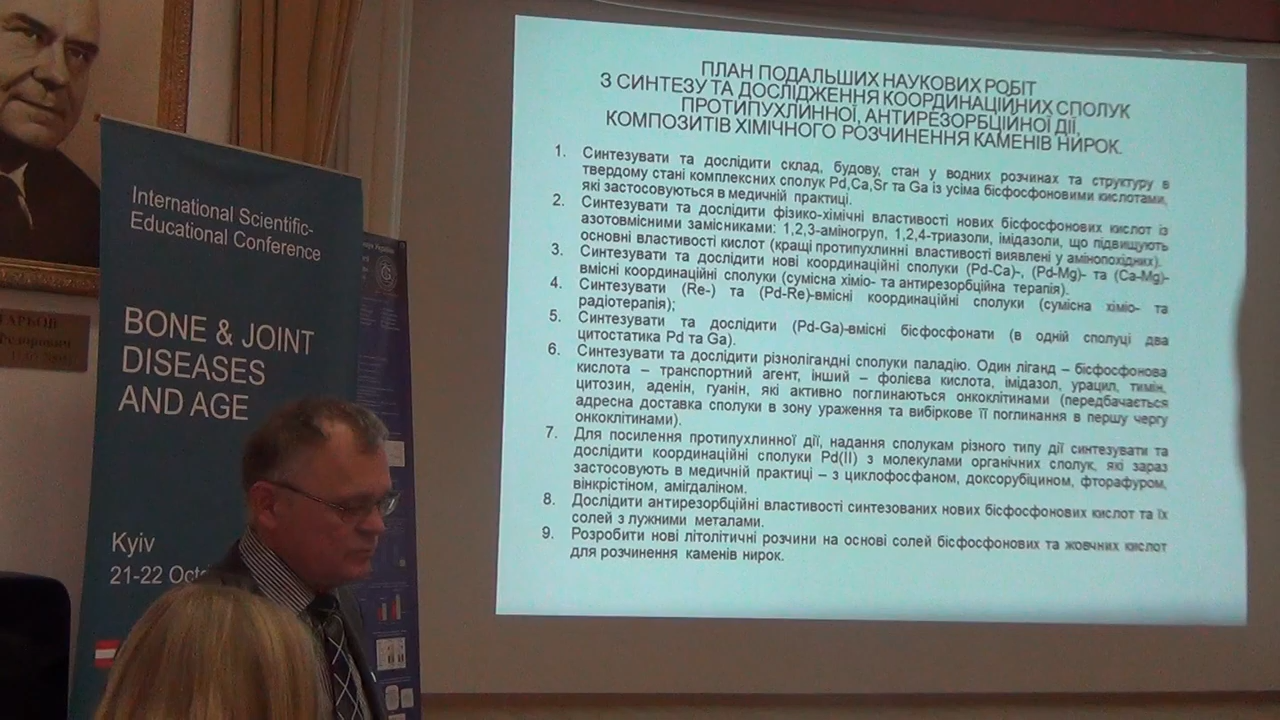 International Scientific-
Educational Conference
BONE & JOINT
DISEASES
AND AGE
Kyiv
21-22
ПЛАН ПОДАЛЬШИХ НАУКОВИХ РОБІТ
З СИНТЕЗУ ТА ДОСЛІДЖЕННЯ КООРДИНАЦІЙНИХ СПОЛУК
ПРОТИПУХЛИННОЇ, АНТИРЕЗОРБЦІЙНОЇ ДІЇ,
КОМПОЗИТІВ ХІМІЧНОГО РОЗЧИНЕННЯ КАМЕНІВ НИРОК.
1. Синтезувати та дослідити склад, будову, стан у водних розчинах та структуру в
твердому стані комплексних сполук Pd,Ca,Sr та Ga із усіма бісфосфоновими кислотами,
які застосовуються в медичній практиці.
2. Синтезувати та дослідити фізико-хімічні властивості нових бісфосфонових кислот із
азотовмісними замісниками: 1,2,3-аміногруп, 1,2,4-триазоли, імідазоли, що підвищують
основні властивості кислот (кращі протипухлинні властивості виявлені у амінопохідних).
3. Синтезувати та дослідити нові координаційні сполуки (Pd-Ca)-, (Pd-Mg)- та (Ca-Mg)-
вмісні координаційні сполуки (сумісна хіміо- та антирезорбційна терапія).
4. Синтезувати (Re-) та (Pd-Re)-вмісні координаційні сполуки (сумісна хіміо- та
радіотерапія);
5. Синтезувати та дослідити (Pd-Ga)-вмісні бісфосфонати (в одній сполуці два
цитостатика Pd та Ga).
6. Синтезувати та дослідити різнолігандні сполуки паладію. Один ліганд – бісфосфонова
кислота – транспортний агент, інший – фолієва кислота, імідазол, урацил, тимін,
цитозин, аденін, гуанін, які активно поглинаються онкоклітинами (передбачається
адресна доставка сполуки в зону ураження та вибіркове її поглинання в першу чергу
онкоклітинами).
7. Для посилення протипухлинної дії, надання сполукам різного типу дії синтезувати та
дослідити координаційні сполуки Pd(II) з молекулами органічних сполук, які зараз
застосовують в медичній практиці – з циклофосфаном, доксорубіцином, фторафуром,
вінкрістіном, амігдаліном.
8. Дослідити антирезорбційні властивості синтезованих нових бісфосфонових кислот та їх
солей з лужними металами.
9. Розробити нові літолітичні розчини на основі солей бісфосфонових та жовчних кислот
для розчинення каменів нирок.